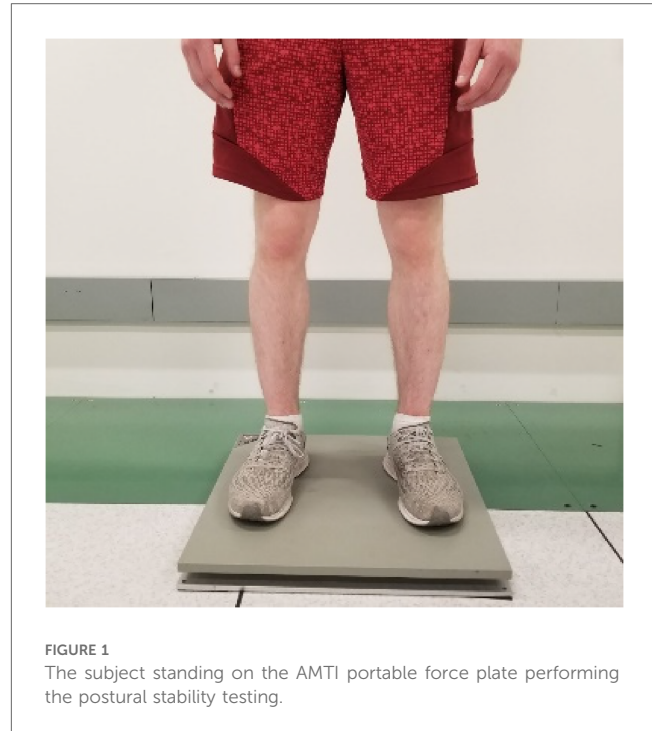 FIGURE 1
The subject standing on the AMTI portable force plate performing
the postural stability testing.